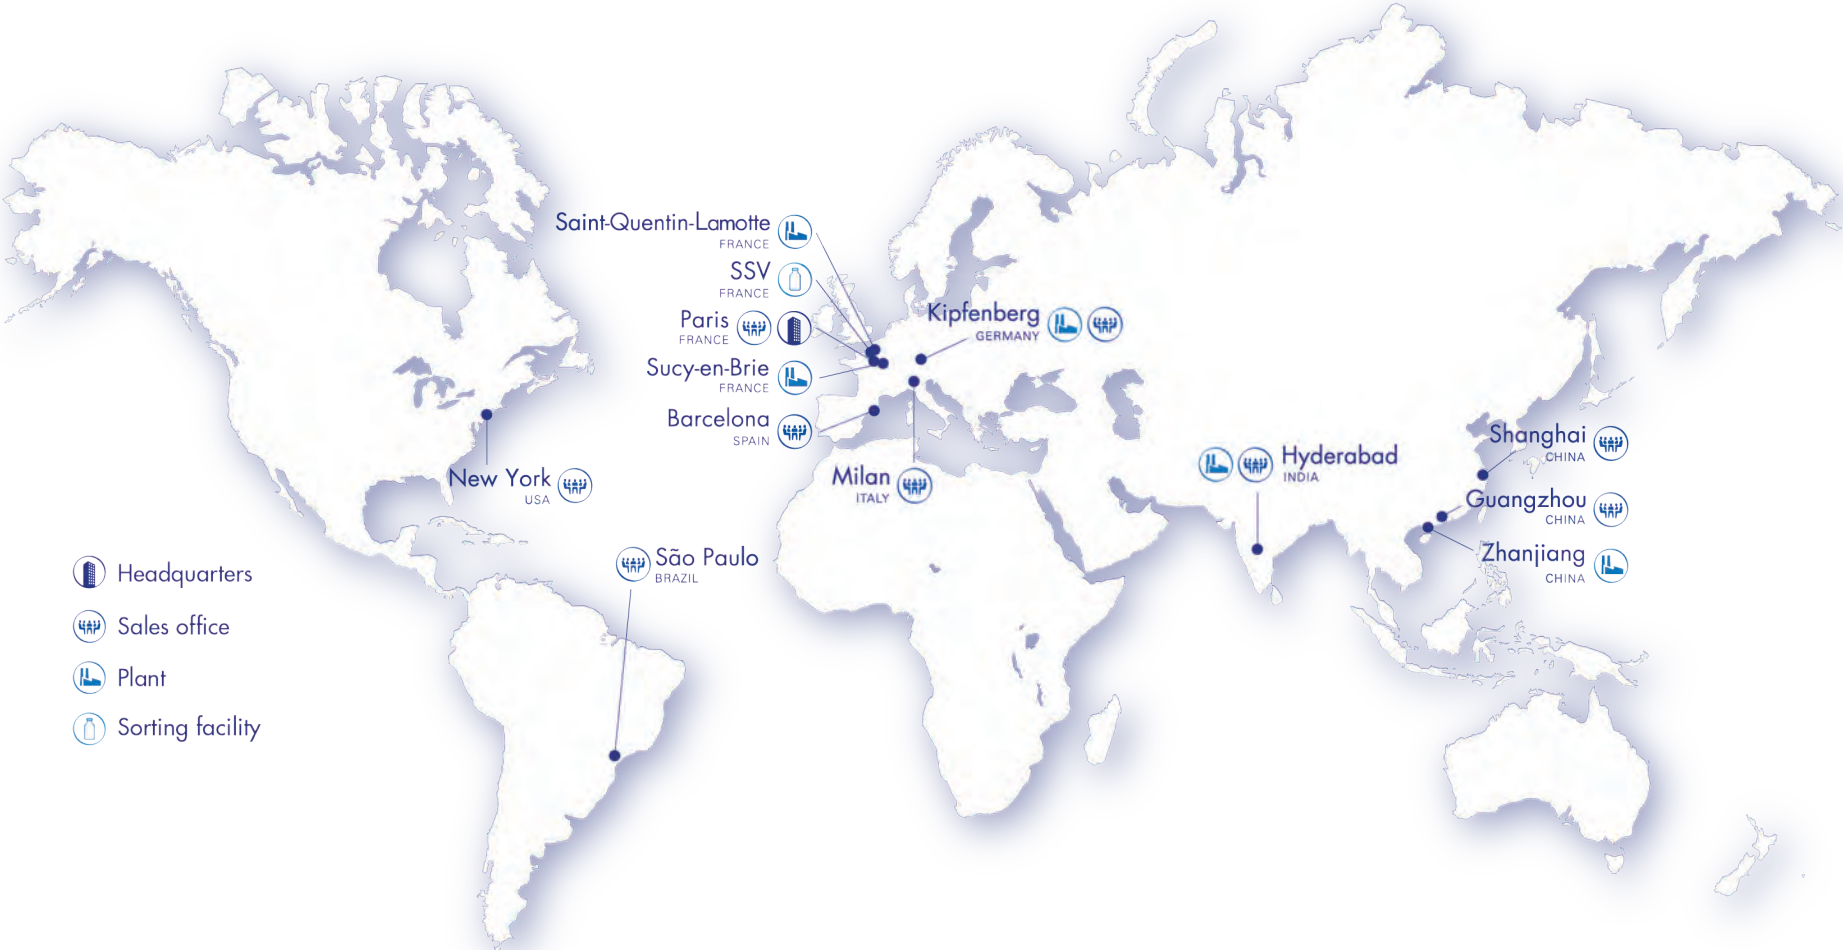 Saint-Quentin-Lamotte
FRANCE
SSV
FRANCE
Paris
FRANCE
Sucy-en-Brie
FRANCE
Barcelona
SPAIN
Kipfenberg
GERMANY
Milan
ITALY
New York
USA
São Paulo
BRAZIL
Hyderabad
INDIA
Shanghai
CHINA
Guangzhou
CHINA
Zhanjiang
CHINA
Headquarters
Sales office
Plant
Sorting facility